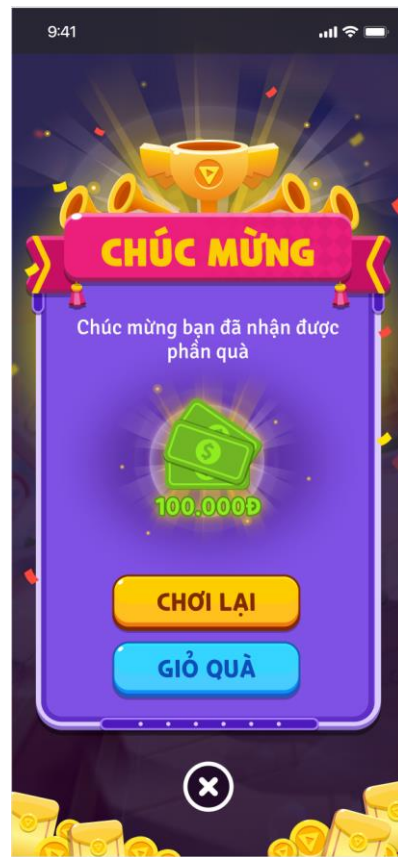 9:41
CHÚC MỪNG
Chúc mừng bạn đã nhận được
phần quà
100.000Đ
CHƠI LẠI
GIỎ QUÀ